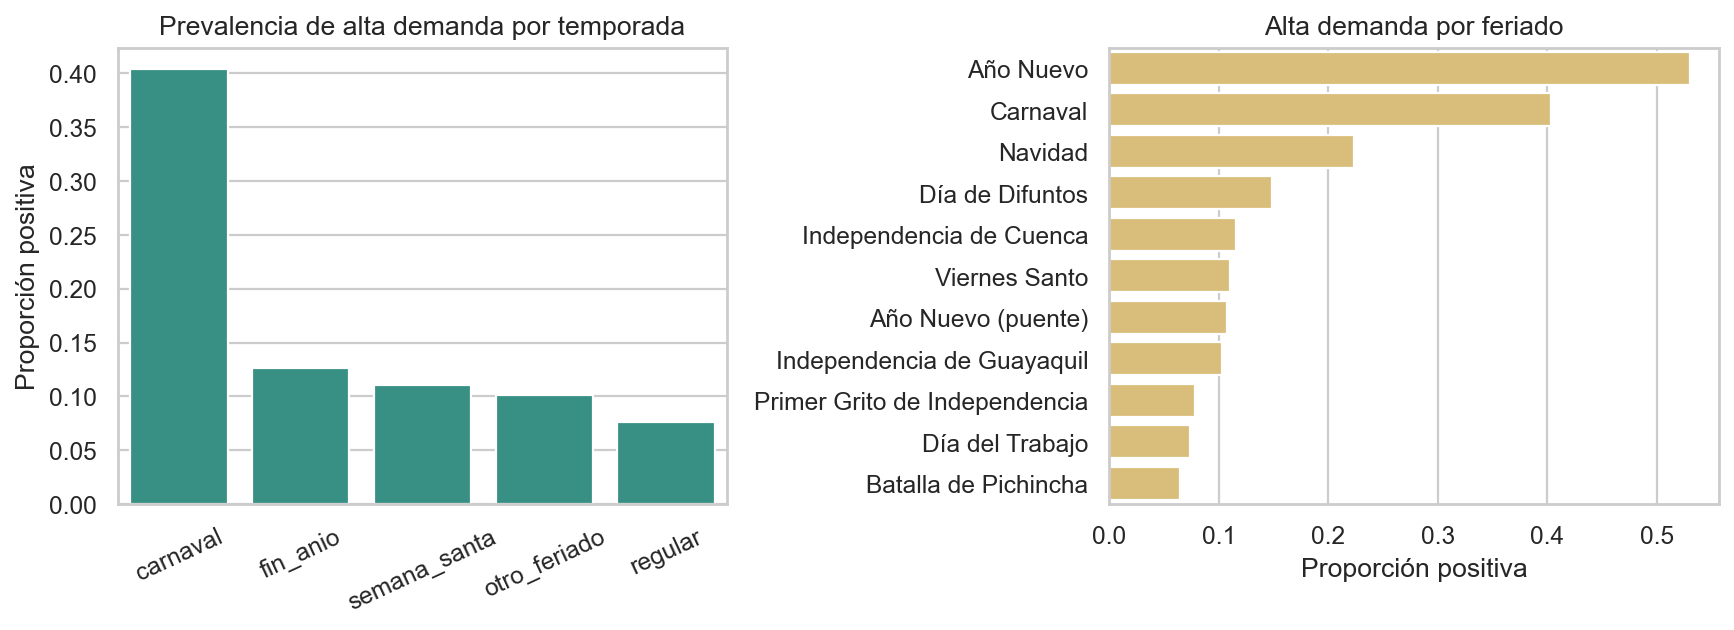 Prevalencia de alta demanda por temporada
Proporción positiva
0.40
0.35
0.30
0.25
0.20
0.15
0.10
0.05
0.00
carnaval
fin_anio
semana_santa
otro_feriado
regular
Alta demanda por feriado
Año Nuevo
Carnaval
Navidad
Día de Difuntos
Independencia de Cuenca
Viernes Santo
Año Nuevo (puente)
Independencia de Guayaquil
Primer Grito de Independencia
Día del Trabajo
Batalla de Pichincha
0.0 0.1 0.2 0.3 0.4 0.5
Proporción positiva